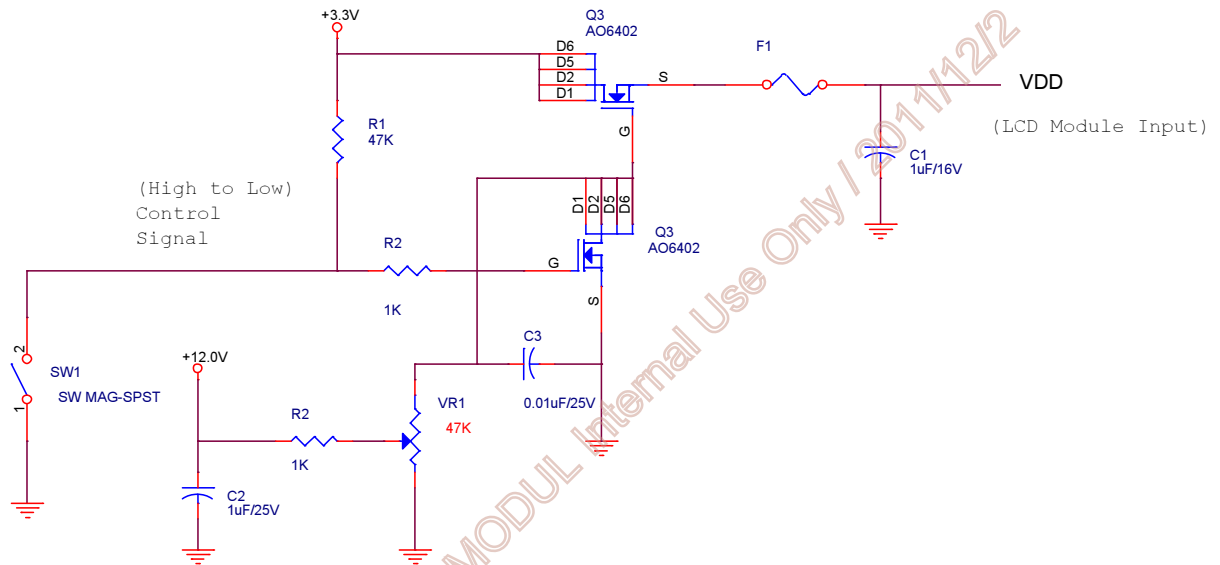 +3.3V
Q3
AO6402
D6
D5
D2
D1
S
G
F1
VDD
(LCD Module Input)
R1
47K
C1
1uF/16V
(High to Low)
Control
Signal
D1
D2
D5
D6
Q3
AO6402
R2
1K
G
S
2
1
SW1
SW MAG-SPST
+12.0V
C3
0.01uF/25V
VR1
47K
R2
1K
C2
1uF/25V
MODUL Internal Use Only / 2011/12/2